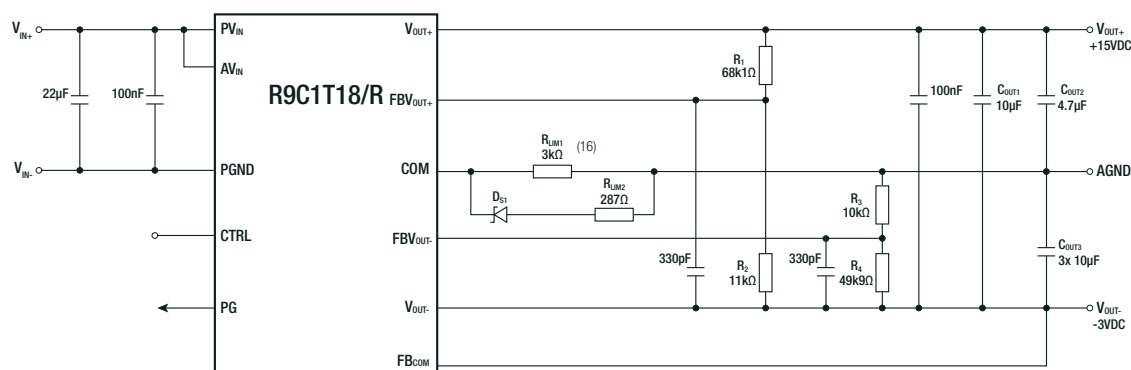 VIN+
PVIN
VOUT+
VOUT+
+15VDC
R1
68k1Ω
AVIN
R9C1T18/R
FBVOUT+
22µF
100nF
100nF
COUT1
10µF
COUT2
4.7µF
RLIM1
3kΩ
(16)
VIN-
PGND
COM
AGND
DS1
RLIM2
287Ω
R3
10kΩ
CTRL
FBVOUT-
330pF
R2
11kΩ
330pF
R4
49k9Ω
COUT3
3x 10µF
PG
VOUT-
VOUT-
-3VDC
FBCOM